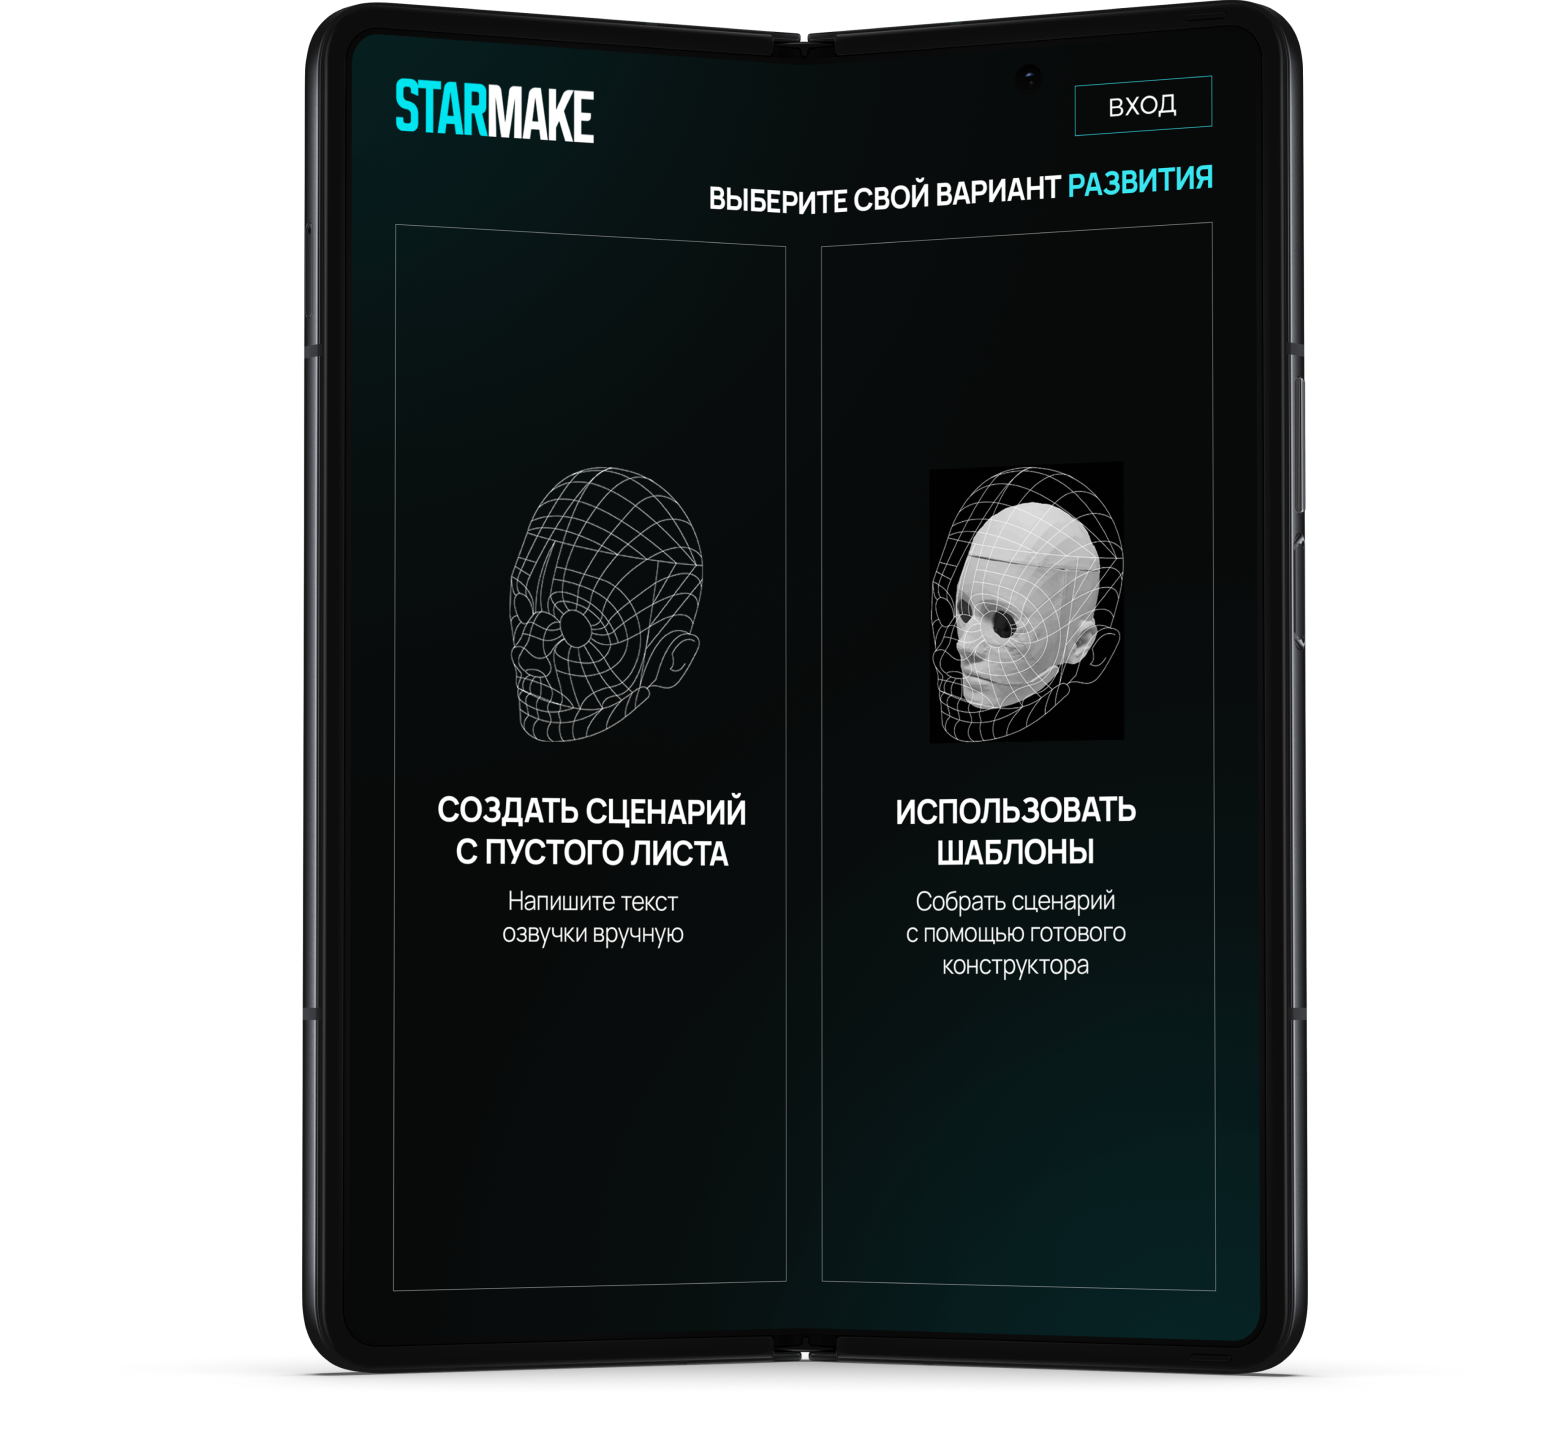 STARMAKE
ВХОД
ВЫБЕРИТЕ СВОЙ ВАРИАНТ РАЗВИТИЯ
СОЗДАТЬ СЦЕНАРИЙ
С ПУСТОГО ЛИСТА
Напишите текст
озвучки вручную
ИСПОЛЬЗОВАТЬ
ШАБЛОНЫ
Собрать сценарий
с помощью готового
конструктора